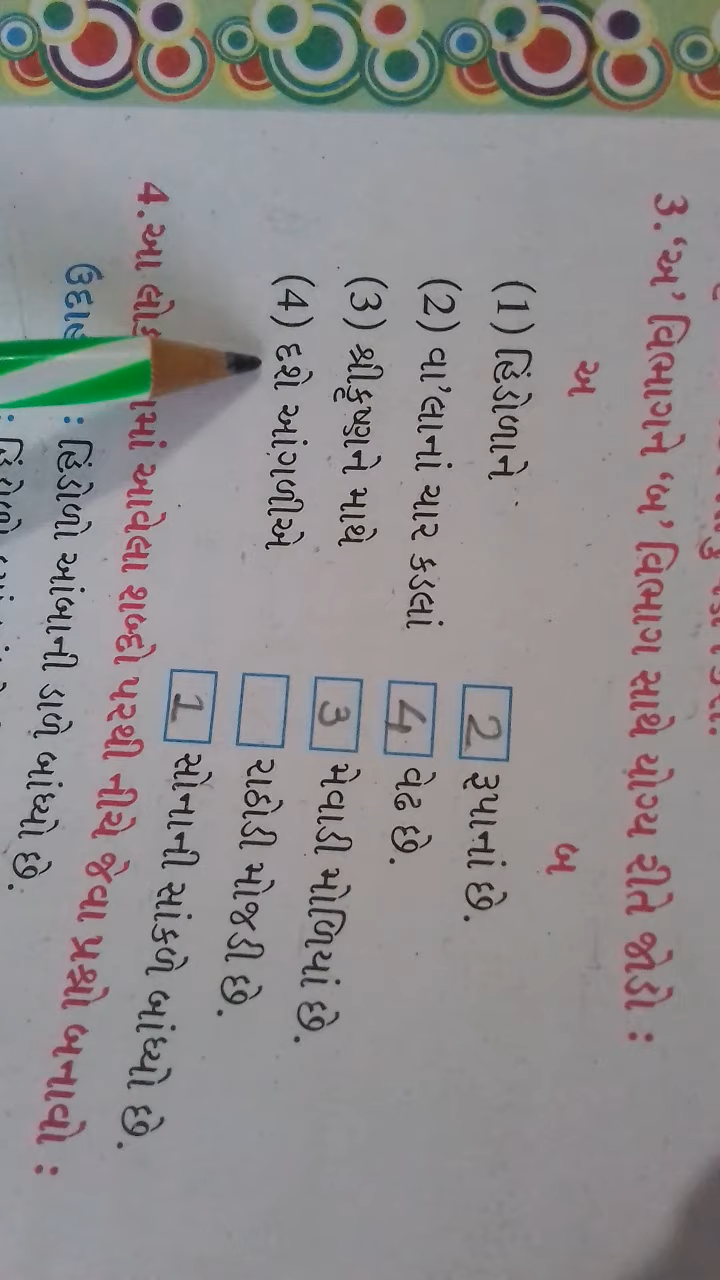 3. 'અ' વિભાગને 'બ' વિભાગ સાથે યોગ્ય રીતે જોડો :
અ બ
(1) હિંડોળાને 2 રૂપાનાં છે.
(2) વા'લાનાં ચાર કડલાં 4 વેઢ છે.
(3) શ્રીકૃષ્ણને માથે 3 મેવાડી મોળિયાં છે.
(4) દશે આંગળીએ રાઠોડી મોજડી છે.
1 સોનાની સાંકળે બાંધ્યો છે.
4. આ આવેલા શબ્દો પરથી નીચે જેવા પ્રશ્નો બનાવો :
: હિંડોળો આંબાની ડાળે બાંધ્યો છે.